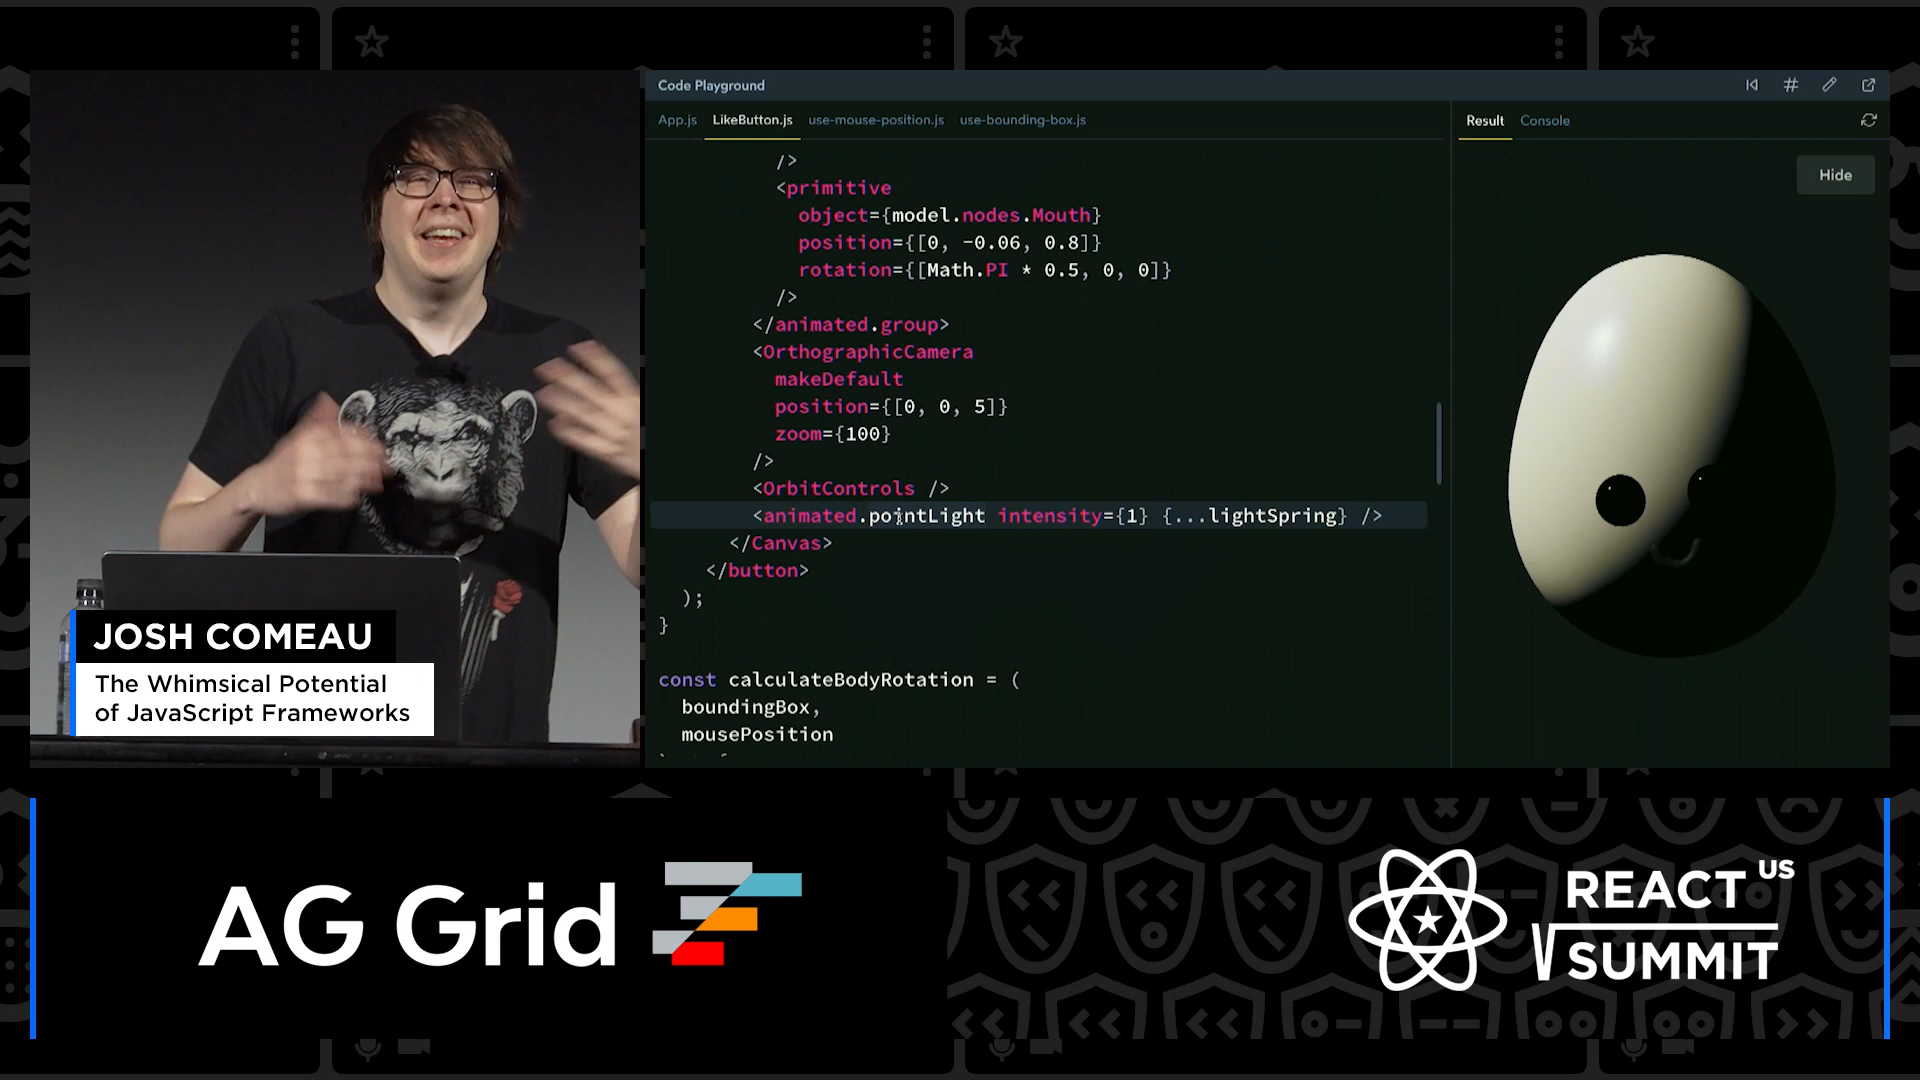 Code Playground
App.js LikeButton.js use-mouse-position.js use-bounding-box.js
Result Console
Hide
/>
<primitive
object={model.nodes.Mouth}
position={[0, -0.06, 0.8]}
rotation={[Math.PI * 0.5, 0, 0]}
/>
</animated.group>
<OrthographicCamera
makeDefault
position={[0, 0, 5]}
zoom={100}
/>
<OrbitControls />
<animated.pointLight intensity={1} {...lightSpring} />
</Canvas>
</button>
);
}
const calculateBodyRotation = (
boundingBox,
mousePosition
JOSH COMEAU
The Whimsical Potential
of JavaScript Frameworks
AG Grid
REACT US
SUMMIT